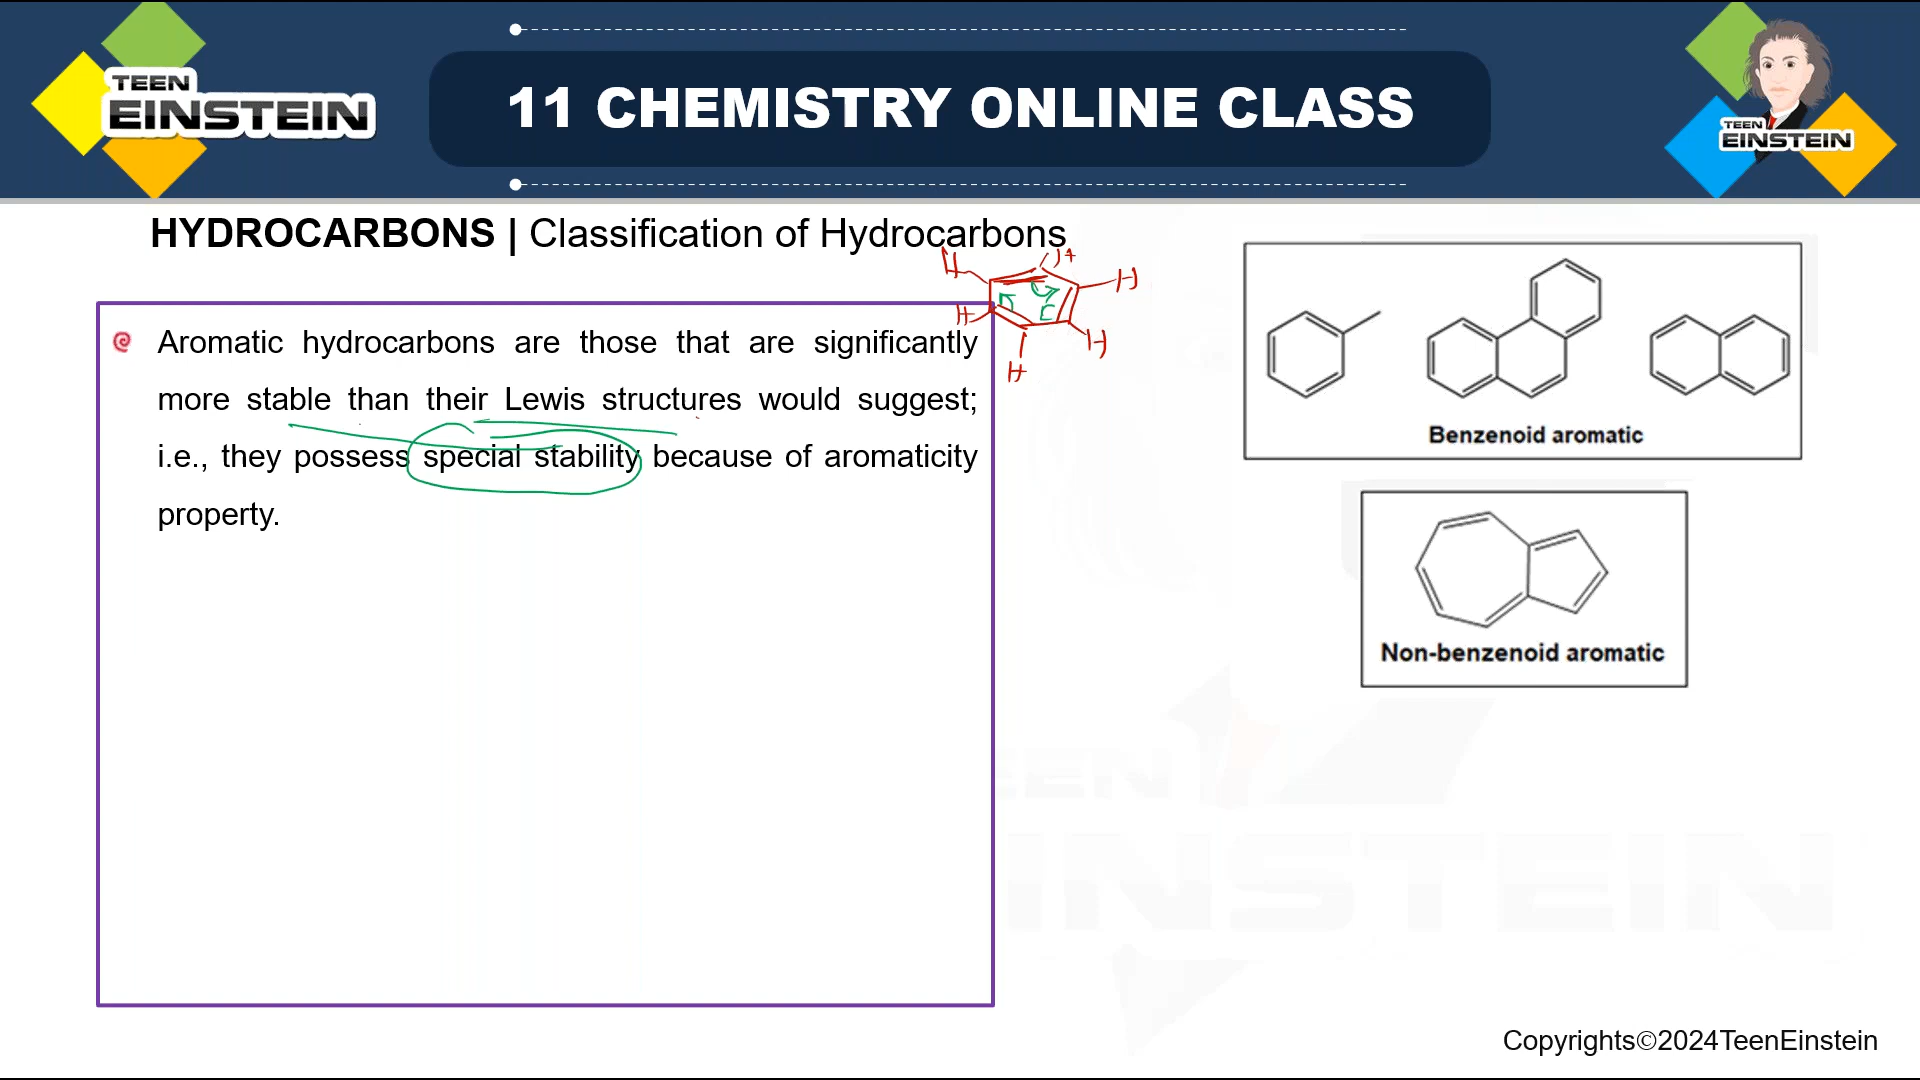 TEEN
EINSTEIN
11 CHEMISTRY ONLINE CLASS
TEEN
EINSTEIN
HYDROCARBONS | Classification of Hydrocarbons
H
H
H
H
H
Aromatic hydrocarbons are those that are significantly
more stable than their Lewis structures would suggest;
i.e., they possess special stability because of aromaticity
property.
Benzenoid aromatic
Non-benzenoid aromatic
TEEN
EINSTEIN
Copyrights©2024TeenEinstein